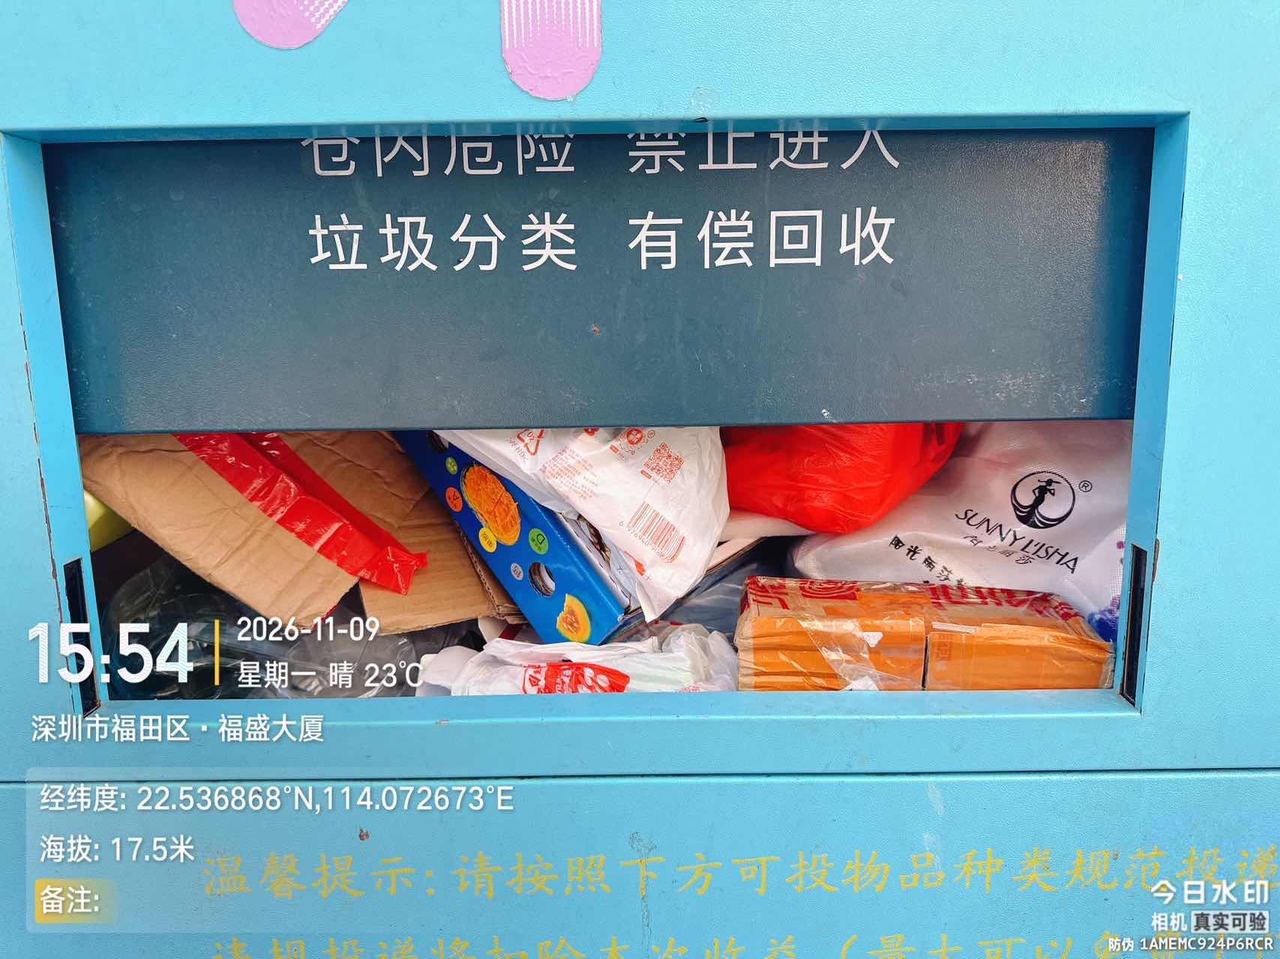 仓内危险 禁止进入
垃圾分类 有偿回收
SUNNY L'ISHA
®
15:54
2026-11-09
星期一 晴 23℃
深圳市福田区·福盛大厦
经纬度: 22.536868°N,114.072673°E
海拔: 17.5米
备注:
温馨提示:请按照下方可投物品种类规范投递
今日水印
相机 真实可验
防伪 1AMEMC924P6RCR